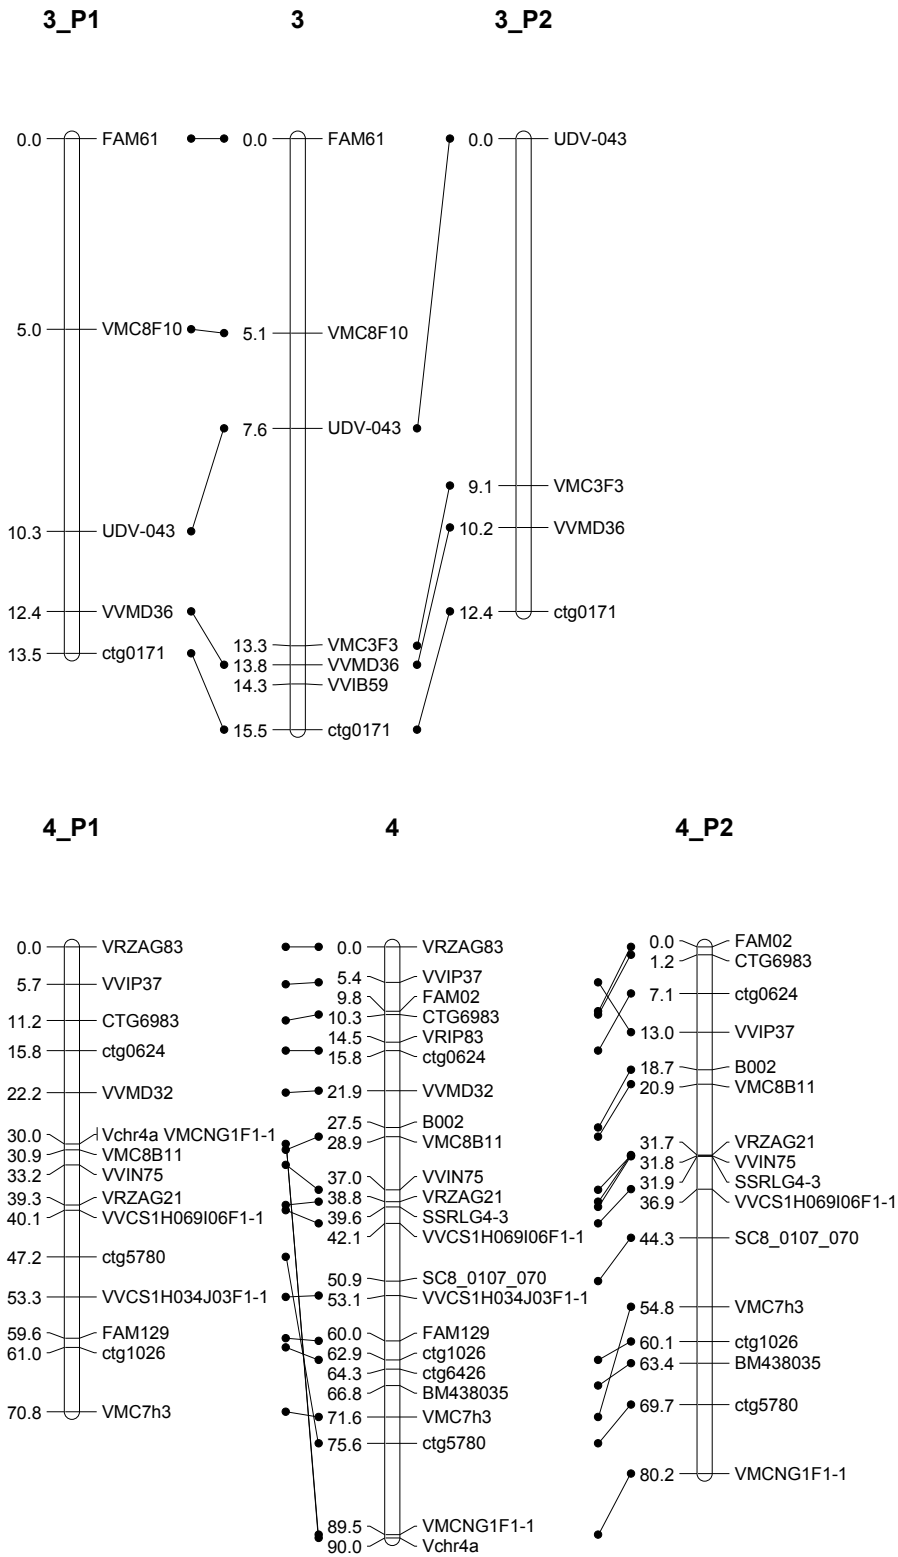 3_P1
0.0 FAM61
5.0 VMC8F10
10.3 UDV-043
12.4 VVMD36
13.5 ctg0171
3
0.0 FAM61
5.1 VMC8F10
7.6 UDV-043
13.3 VMC3F3
13.8 VVMD36
14.3 VVIB59
15.5 ctg0171
3_P2
0.0 UDV-043
9.1 VMC3F3
10.2 VVMD36
12.4 ctg0171
4_P1
0.0 VRZAG83
5.7 VVIP37
11.2 CTG6983
15.8 ctg0624
22.2 VVMD32
30.0 Vchr4a VMCNG1F1-1
30.9 VMC8B11
33.2 VVIN75
39.3 VRZAG21
40.1 VVCS1H069I06F1-1
47.2 ctg5780
53.3 VVCS1H034J03F1-1
59.6 FAM129
61.0 ctg1026
70.8 VMC7h3
4
0.0 VRZAG83
5.4 VVIP37
9.8 FAM02
10.3 CTG6983
14.5 VRIP83
15.8 ctg0624
21.9 VVMD32
27.5 B002
28.9 VMC8B11
37.0 VVIN75
38.8 VRZAG21
39.6 SSRLG4-3
42.1 VVCS1H069I06F1-1
50.9 SC8_0107_070
53.1 VVCS1H034J03F1-1
60.0 FAM129
62.9 ctg1026
64.3 ctg6426
66.8 BM438035
71.6 VMC7h3
75.6 ctg5780
89.5 VMCNG1F1-1
90.0 Vchr4a
4_P2
0.0 FAM02
1.2 CTG6983
7.1 ctg0624
13.0 VVIP37
18.7 B002
20.9 VMC8B11
31.7 VRZAG21
31.8 VVIN75
31.9 SSRLG4-3
36.9 VVCS1H069I06F1-1
44.3 SC8_0107_070
54.8 VMC7h3
60.1 ctg1026
63.4 BM438035
69.7 ctg5780
80.2 VMCNG1F1-1